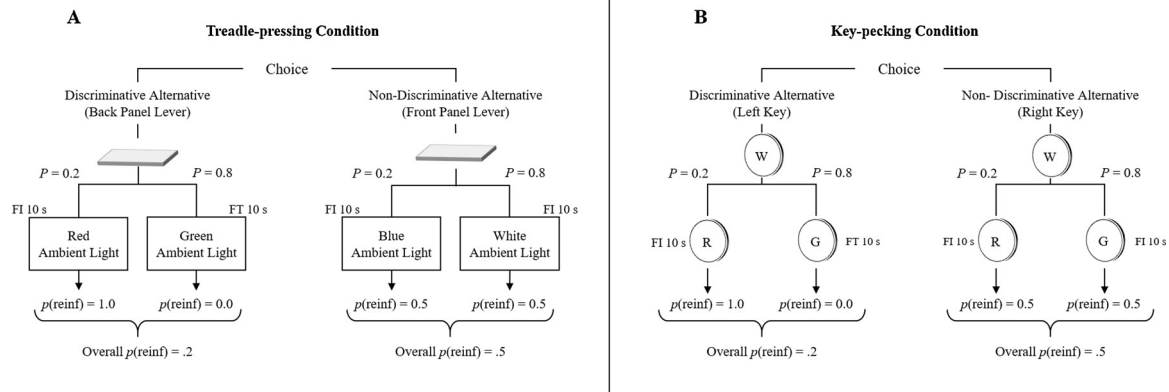 A
Treadle-pressing Condition
Choice
Discriminative Alternative
(Back Panel Lever)
Non-Discriminative Alternative
(Front Panel Lever)
P = 0.2
P = 0.8
P = 0.2
P = 0.8
FI 10 s
FT 10 s
FI 10 s
FI 10 s
Red
Ambient Light
Green
Ambient Light
Blue
Ambient Light
White
Ambient Light
p(reinf) = 1.0
p(reinf) = 0.0
p(reinf) = 0.5
p(reinf) = 0.5
Overall p(reinf) = .2
Overall p(reinf) = .5
B
Key-pecking Condition
Choice
Discriminative Alternative
(Left Key)
Non- Discriminative Alternative
(Right Key)
W
W
P = 0.2
P = 0.8
P = 0.2
P = 0.8
FI 10 s
R
G
FT 10 s
FI 10 s
R
G
FI 10 s
p(reinf) = 1.0
p(reinf) = 0.0
p(reinf) = 0.5
p(reinf) = 0.5
Overall p(reinf) = .2
Overall p(reinf) = .5